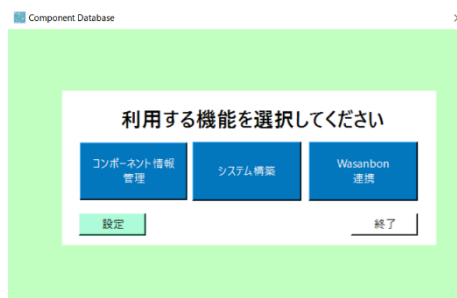 Component Database
利用する機能を選択してください
コンポーネント情報
管理
システム構築
Wasanbon
連携
設定
終了